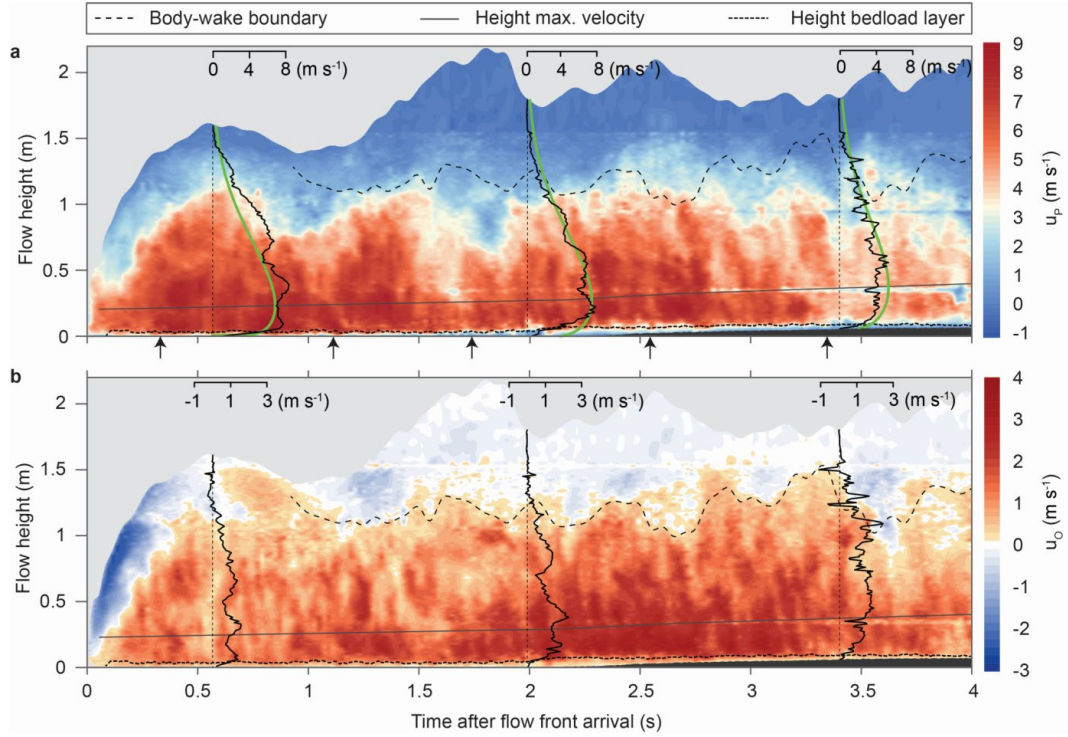 Body-wake boundary Height max. velocity Height bedload layer
a
0 4 8 (m s⁻¹) 0 4 8 (m s⁻¹) 0 4 8 (m s⁻¹)
2
1.5
1
0.5
0
Flow height (m)
9
8
7
6
5
4
3
2
1
0
-1
u_P (m s⁻¹)
b
-1 1 3 (m s⁻¹) -1 1 3 (m s⁻¹) -1 1 3 (m s⁻¹)
2
1.5
1
0.5
0
Flow height (m)
4
3
2
1
0
0
-1
-2
-3
u_O (m s⁻¹)
0 0.5 1 1.5 2 2.5 3 3.5 4
Time after flow front arrival (s)